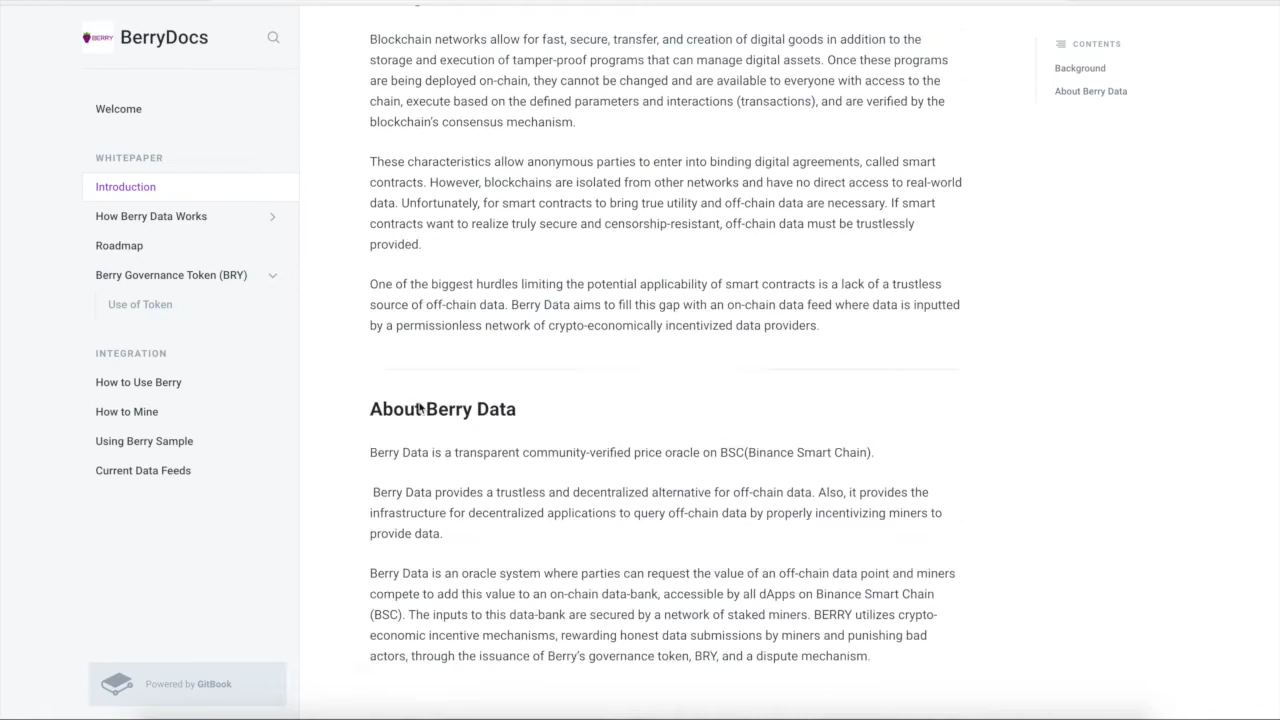 BERRY BerryDocs
Welcome
WHITEPAPER
Introduction
How Berry Data Works
Roadmap
Berry Governance Token (BRY)
Use of Token
INTEGRATION
How to Use Berry
How to Mine
Using Berry Sample
Current Data Feeds
Powered by GitBook
Blockchain networks allow for fast, secure, transfer, and creation of digital goods in addition to the
storage and execution of tamper-proof programs that can manage digital assets. Once these programs
are being deployed on-chain, they cannot be changed and are available to everyone with access to the
chain, execute based on the defined parameters and interactions (transactions), and are verified by the
blockchain's consensus mechanism.
These characteristics allow anonymous parties to enter into binding digital agreements, called smart
contracts. However, blockchains are isolated from other networks and have no direct access to real-world
data. Unfortunately, for smart contracts to bring true utility and off-chain data are necessary. If smart
contracts want to realize truly secure and censorship-resistant, off-chain data must be trustlessly
provided.
One of the biggest hurdles limiting the potential applicability of smart contracts is a lack of a trustless
source of off-chain data. Berry Data aims to fill this gap with an on-chain data feed where data is inputted
by a permissionless network of crypto-economically incentivized data providers.
About Berry Data
Berry Data is a transparent community-verified price oracle on BSC(Binance Smart Chain).
Berry Data provides a trustless and decentralized alternative for off-chain data. Also, it provides the
infrastructure for decentralized applications to query off-chain data by properly incentivizing miners to
provide data.
Berry Data is an oracle system where parties can request the value of an off-chain data point and miners
compete to add this value to an on-chain data-bank, accessible by all dApps on Binance Smart Chain
(BSC). The inputs to this data-bank are secured by a network of staked miners. BERRY utilizes crypto-
economic incentive mechanisms, rewarding honest data submissions by miners and punishing bad
actors, through the issuance of Berry's governance token, BRY, and a dispute mechanism.
CONTENTS
Background
About Berry Data